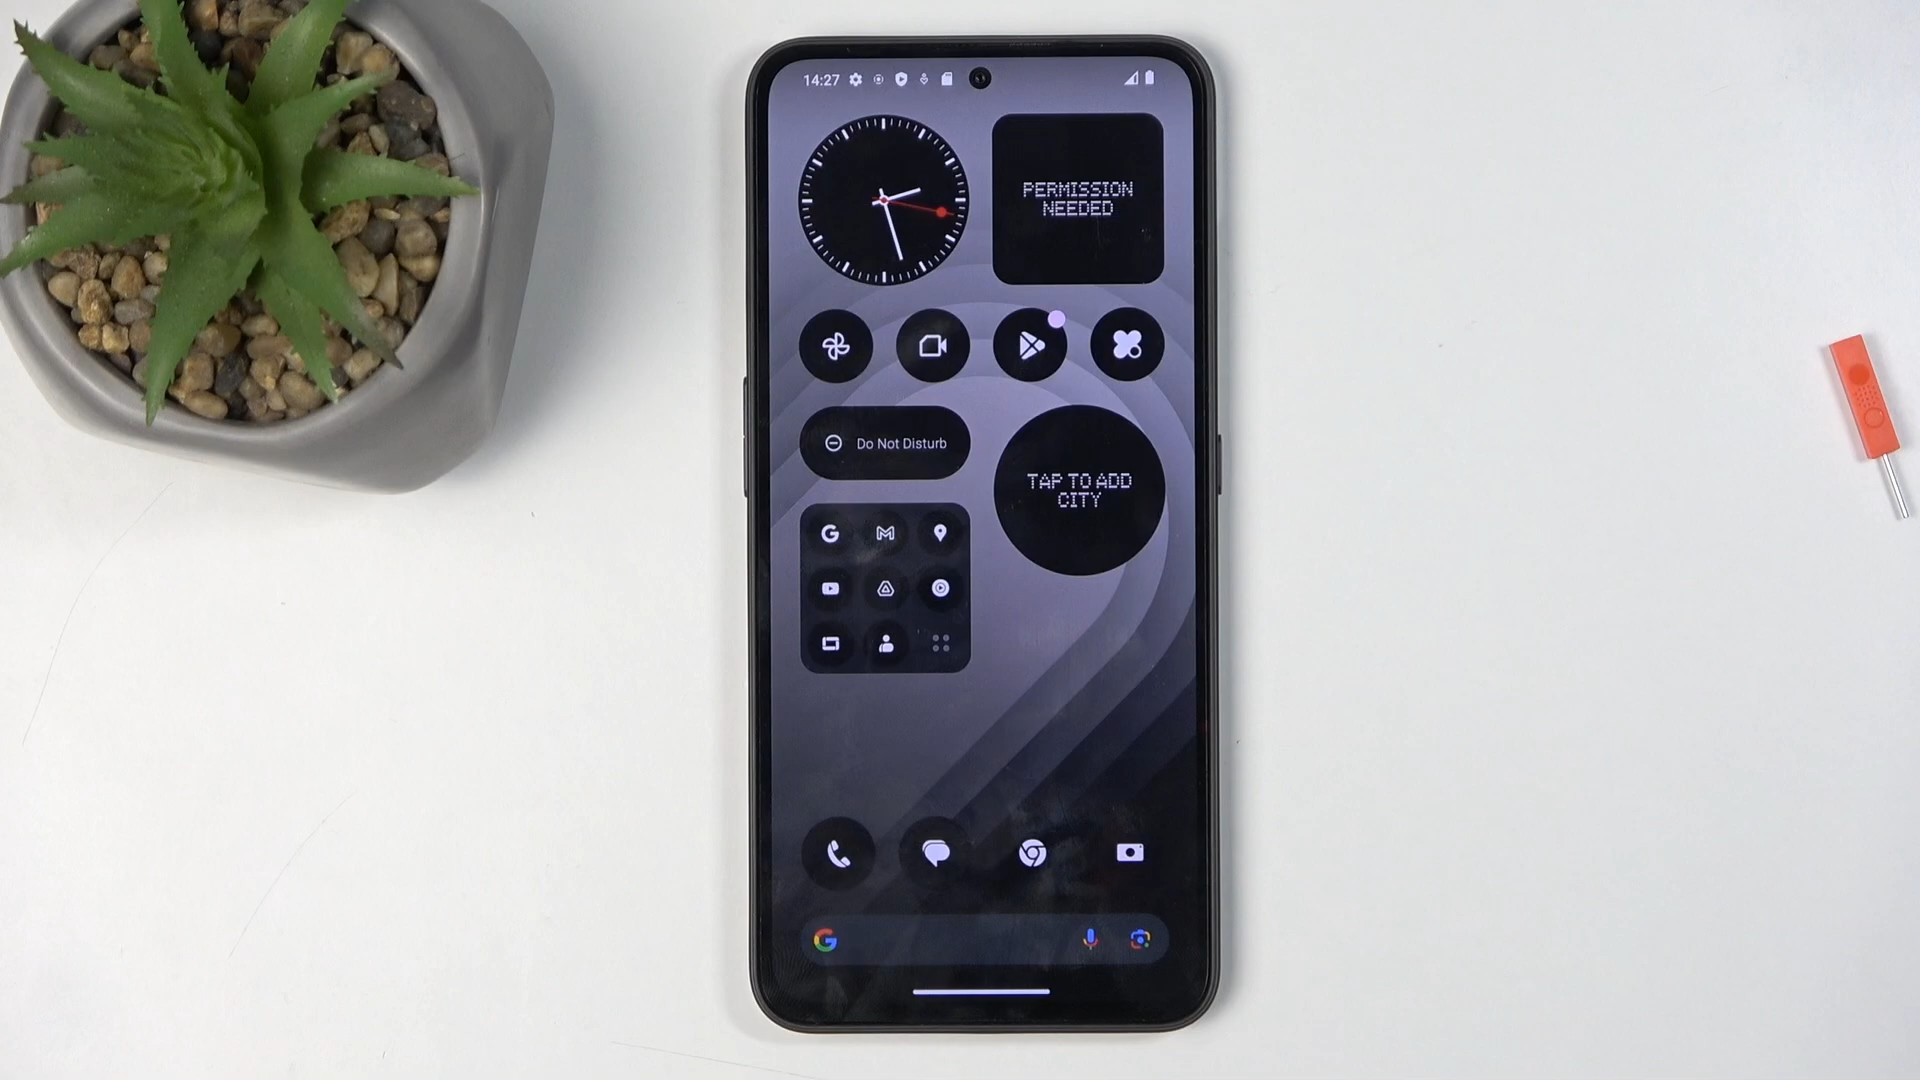 14:27
PERMISSION
NEEDED
Do Not Disturb
TAP TO ADD
CITY